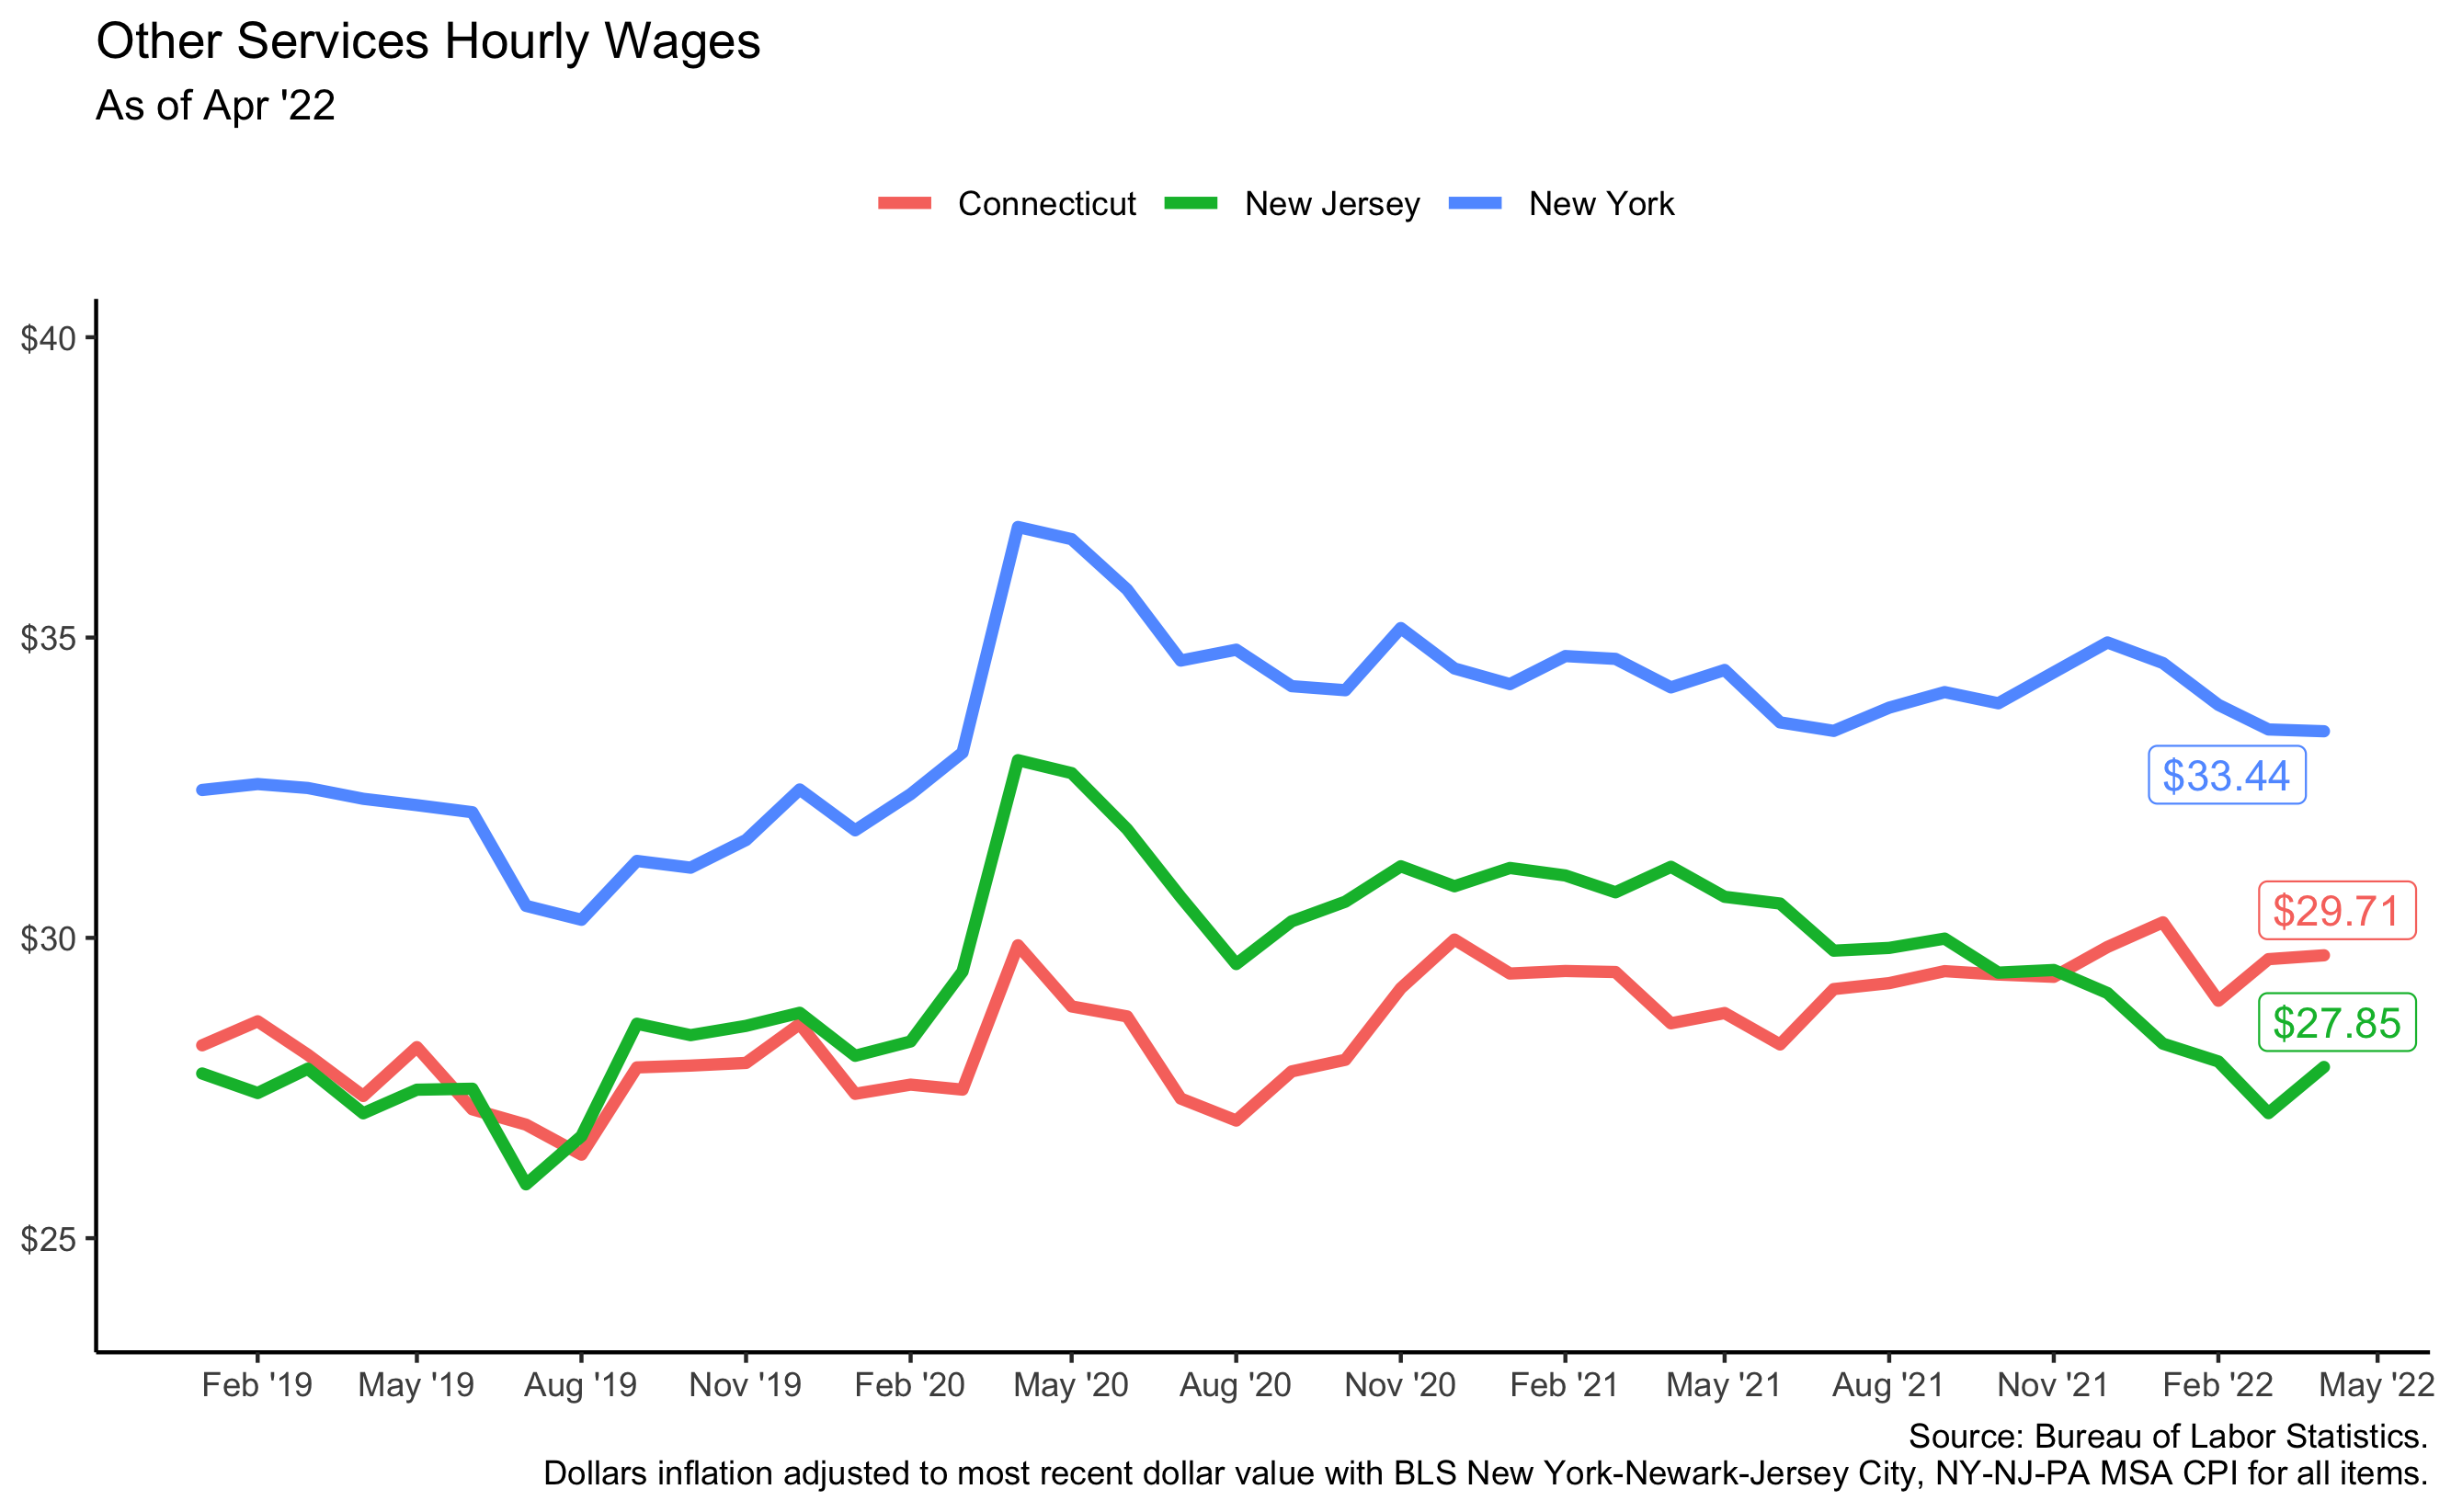 Other Services Hourly Wages
As of Apr '22
Connecticut New Jersey New York
$40
$35
$30
$25
$33.44
$29.71
$27.85
Feb '19 May '19 Aug '19 Nov '19 Feb '20 May '20 Aug '20 Nov '20 Feb '21 May '21 Aug '21 Nov '21 Feb '22 May '22
Source: Bureau of Labor Statistics.
Dollars inflation adjusted to most recent dollar value with BLS New York-Newark-Jersey City, NY-NJ-PA MSA CPI for all items.